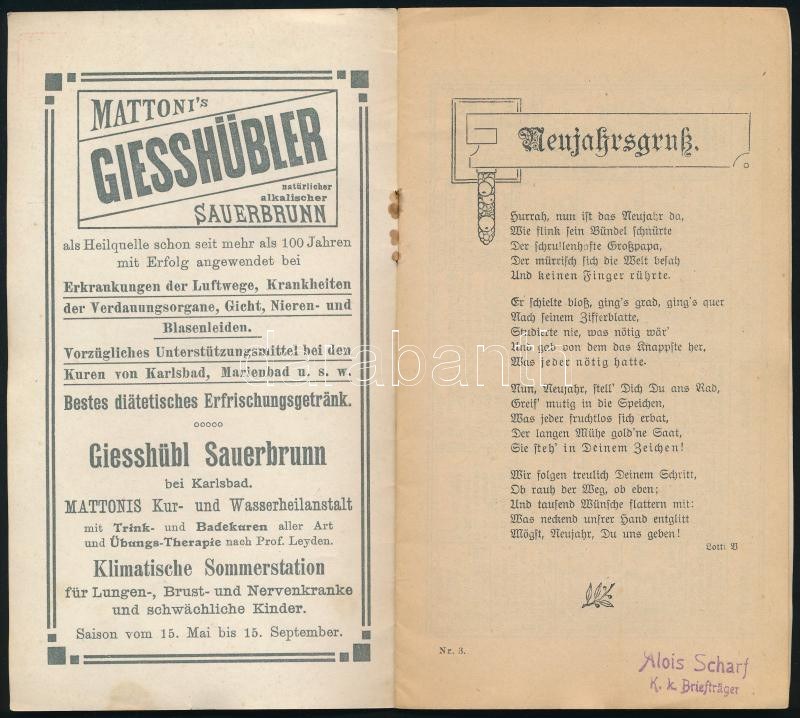 MATTONI's
GIESSHÜBLER
natürlicher
alkalischer
SAUERBRUNN
als Heilquelle schon seit mehr als 100 Jahren
mit Erfolg angewendet bei
Erkrankungen der Luftwege, Krankheiten
der Verdauungsorgane, Gicht, Nieren- und
Blasenleiden.
Vorzügliches Unterstützungsmittel bei den
Kuren von Karlsbad, Marienbad u. s. w.
Bestes diätetisches Erfrischungsgetränk.
Giesshübl Sauerbrunn
bei Karlsbad.
MATTONIS Kur- und Wasserheilanstalt
mit Trink- und Badekuren aller Art
und Übungs-Therapie nach Prof. Leyden.
Klimatische Sommerstation
für Lungen-, Brust- und Nervenkranke
und schwächliche Kinder.
Saison vom 15. Mai bis 15. September.
Neujahrsgruß.
Hurrah, nun ist das Neujahr da,
Wie flink sein Bündel schnürte
Der schrullenhafte Großpapa,
Der mürrisch sich die Welt besah
Und keinen Finger rührte.
Er schielte bloß, ging's grad, ging's quer
Nach seinem Zifferblatte,
Studierte nie, was nötig wär'
Und gab von dem das Knappste her,
Was jeder nötig hatte.
Nun, Neujahr, stell' Dich Du ans Rad,
Greif' mutig in die Speichen,
Was jeder fruchtlos sich erbat,
Der langen Mühe gold'ne Saat,
Sie steh' in Deinem Zeichen!
Wir folgen treulich Deinem Schritt,
Ob rauh der Weg, ob eben;
Und tausend Wünsche flattern mit:
Was neckend unsrer Hand entglitt
Mögst, Neujahr, Du uns geben!
Lotti B
Nr. 3.
Alois Scharf
K. k. Briefträger
darabanth